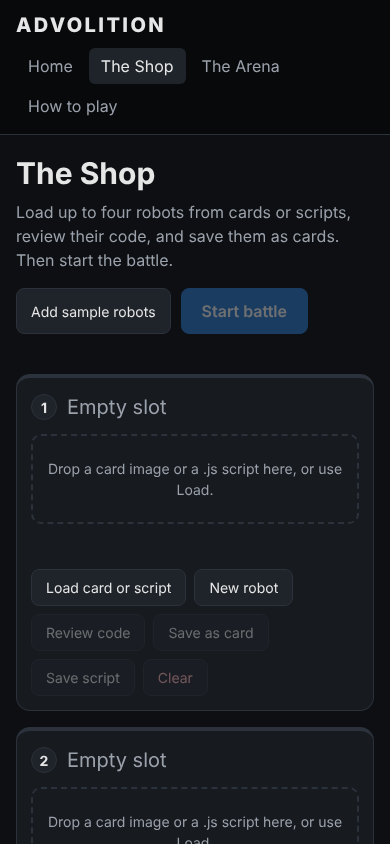 ADVOLITION
Home The Shop The Arena
How to play
The Shop
Load up to four robots from cards or scripts,
review their code, and save them as cards.
Then start the battle.
Add sample robots Start battle
1 Empty slot
Drop a card image or a .js script here, or use
Load.
Load card or script New robot
Review code Save as card
Save script Clear
2 Empty slot
Drop a card image or a .js script here, or use
Load.